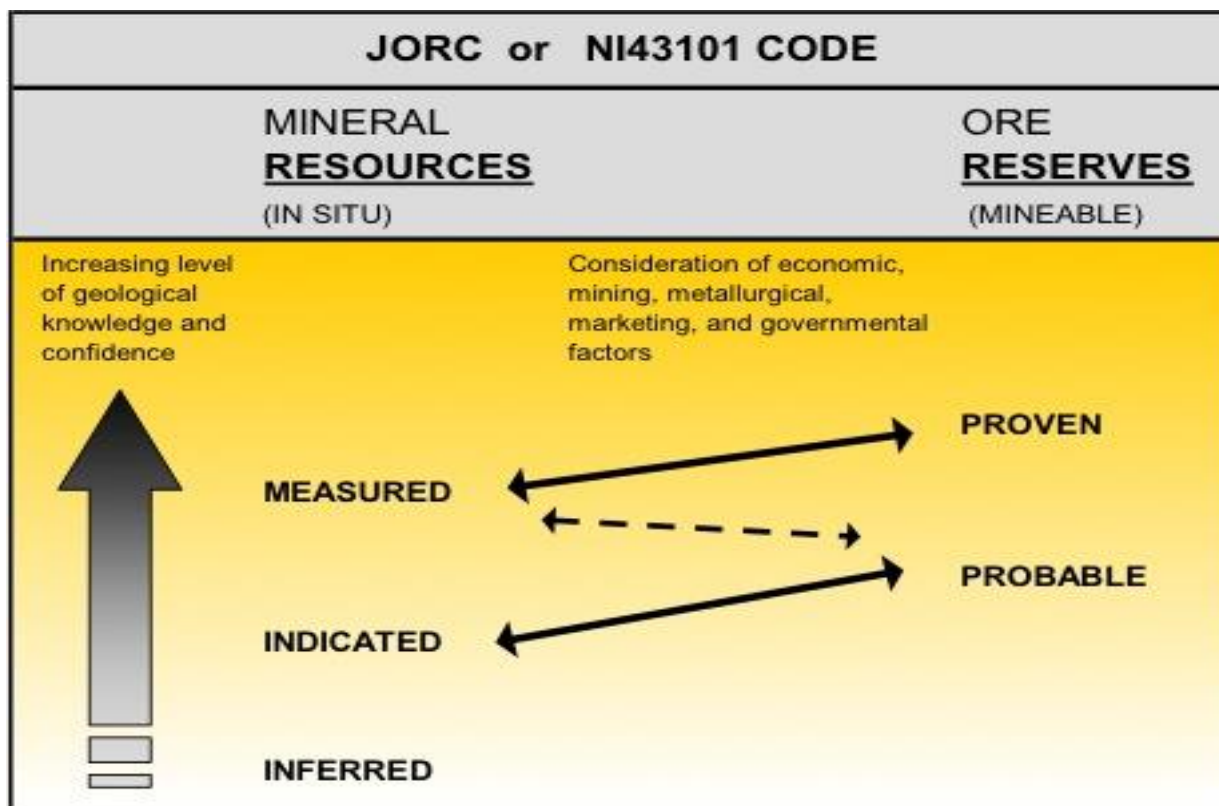 JORC or NI43101 CODE
MINERAL
RESOURCES
(IN SITU)
ORE
RESERVES
(MINEABLE)
Increasing level
of geological
knowledge and
confidence
Consideration of economic,
mining, metallurgical,
marketing, and governmental
factors
PROVEN
MEASURED
PROBABLE
INDICATED
INFERRED